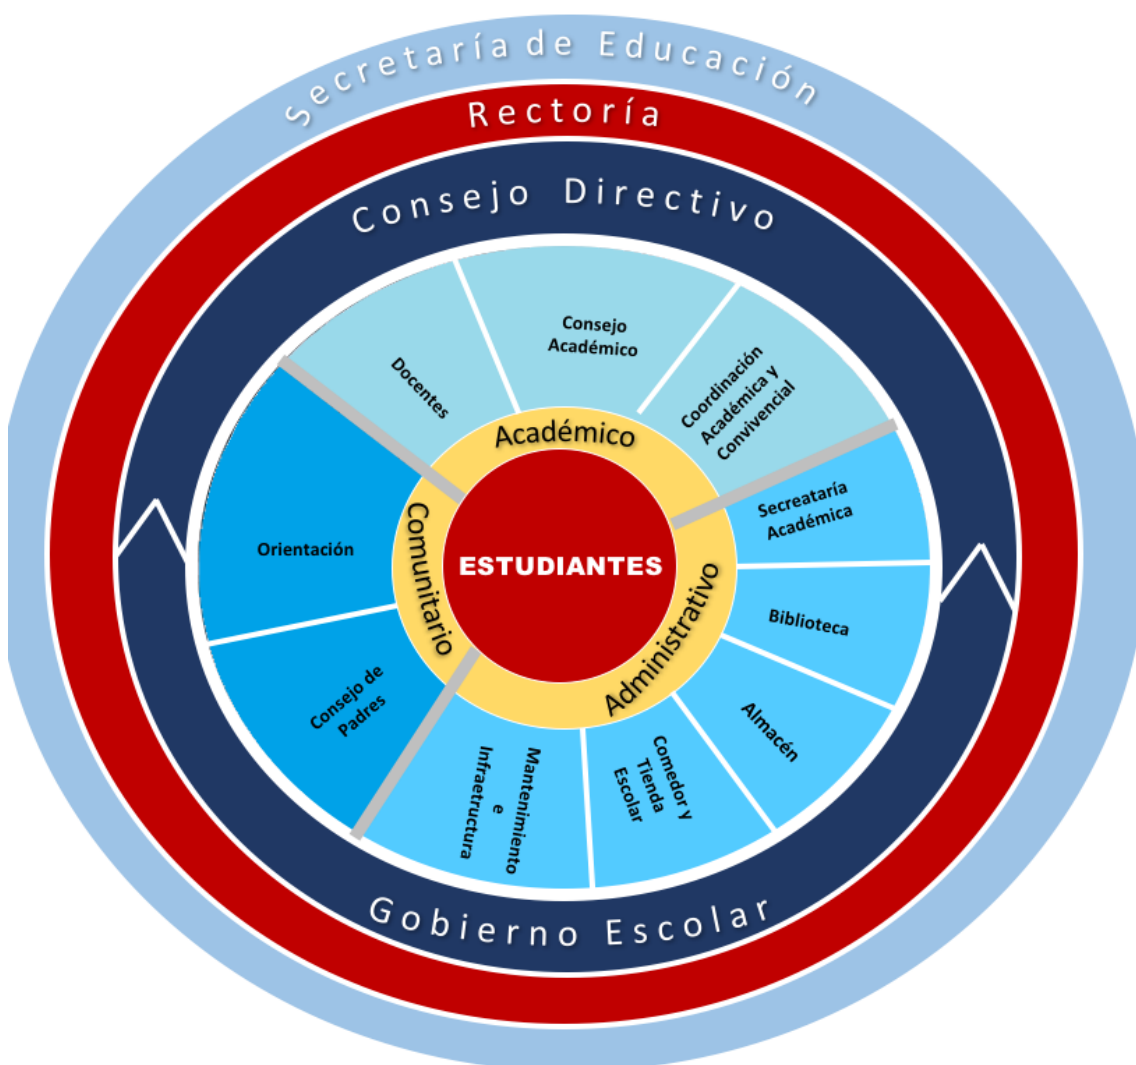 Secretaría de Educación
Rectoría
Consejo Directivo
Docentes
Consejo
Académico
Coordinación
Académica y
Convivencial
Académico
Secreataría
Académica
Orientación
Comunitario
ESTUDIANTES
Administrativo
Biblioteca
Consejo de
Padres
Almacén
Mantenimiento
e
Infraetructura
Comedor y
Tienda
Escolar
Gobierno Escolar